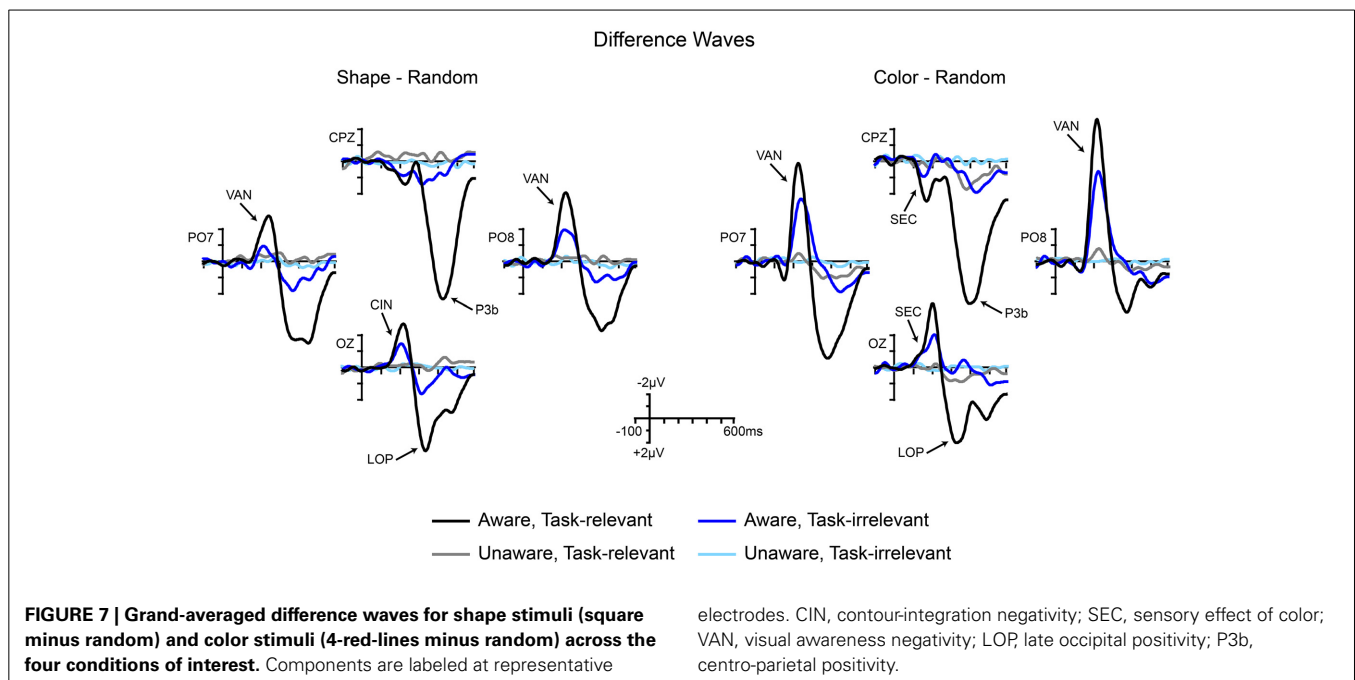 Difference Waves
Shape - Random
Color - Random
CPZ
VAN
PO7
VAN
PO8
P3b
CIN
OZ
LOP
VAN
PO7
CPZ
SEC
VAN
PO8
P3b
SEC
OZ
LOP
-2μV
-100
600ms
+2μV
Aware, Task-relevant
Aware, Task-irrelevant
Unaware, Task-relevant
Unaware, Task-irrelevant
FIGURE 7 | Grand-averaged difference waves for shape stimuli (square
minus random) and color stimuli (4-red-lines minus random) across the
four conditions of interest. Components are labeled at representative
electrodes. CIN, contour-integration negativity; SEC, sensory effect of color;
VAN, visual awareness negativity; LOP, late occipital positivity; P3b,
centro-parietal positivity.